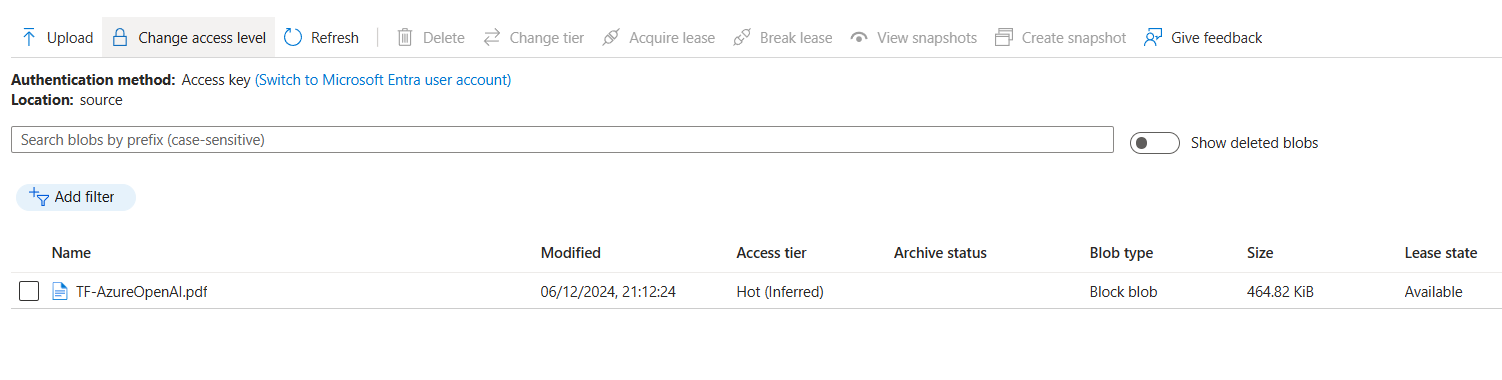 Upload Change access level Refresh Delete Change tier Acquire lease Break lease View snapshots Create snapshot Give feedback
Authentication method: Access key (Switch to Microsoft Entra user account)
Location: source
Search blobs by prefix (case-sensitive) Show deleted blobs
Add filter
Name Modified Access tier Archive status Blob type Size Lease state
TF-AzureOpenAI.pdf 06/12/2024, 21:12:24 Hot (Inferred) Block blob 464.82 KiB Available